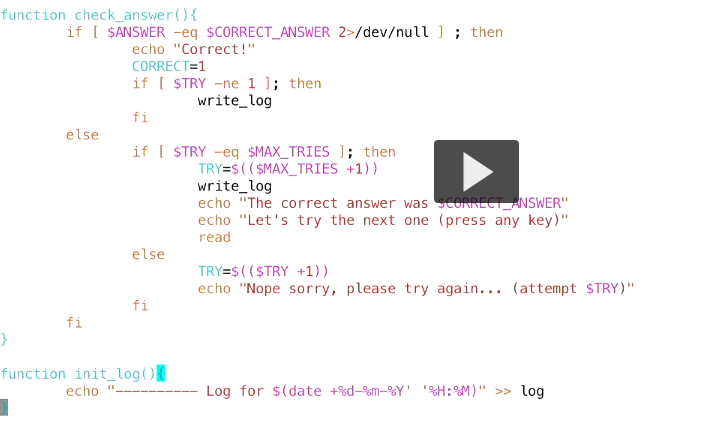 function check_answer(){
if [ $ANSWER -eq $CORRECT_ANSWER 2>/dev/null ] ; then
echo "Correct!"
CORRECT=1
if [ $TRY -ne 1 ]; then
write_log
fi
else
if [ $TRY -eq $MAX_TRIES ]; then
TRY=$(($MAX_TRIES +1))
write_log
echo "The correct answer was $CORRECT_ANSWER"
echo "Let's try the next one (press any key)"
read
else
TRY=$(($TRY +1))
echo "Nope sorry, please try again... (attempt $TRY)"
fi
fi
}
function init_log(){
echo "---------- Log for $(date +%d-%m-%Y' '%H:%M)" >> log
}